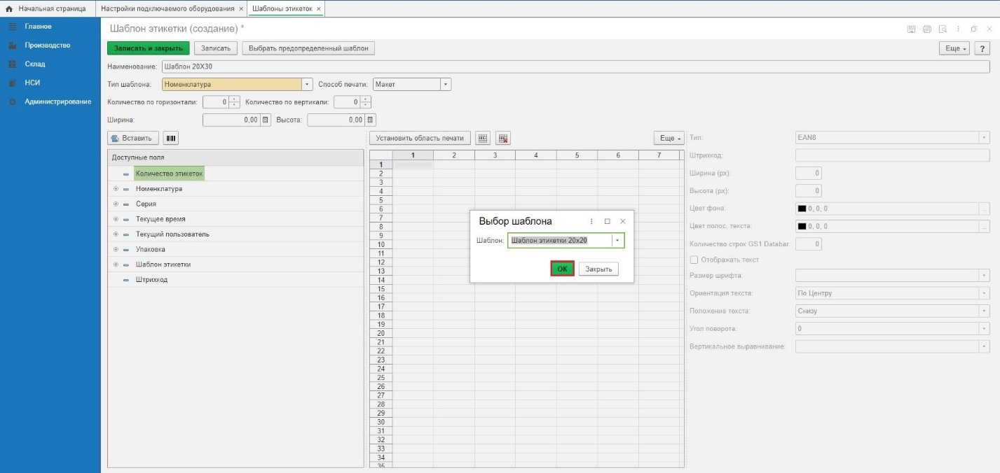 Начальная страница
Настройки подключаемого оборудования ×
Шаблоны этикеток ×
Главное
Производство
Склад
НСИ
Администрирование
Шаблон этикетки (создание) *
Записать и закрыть
Записать
Выбрать предопределенный шаблон
Еще
?
Наименование: Шаблон 20X30
Тип шаблона: Номенклатура
Способ печати: Макет
Количество по горизонтали: 0
Количество по вертикали: 0
Ширина: 0,00
Высота: 0,00
Вставить
Доступные поля
Количество этикеток
Номенклатура
Серия
Текущее время
Текущий пользователь
Упаковка
Шаблон этикетки
Штрихкод
Установить область печати
Еще
1 2 3 4 5 6 7
1
2
3
4
5
6
7
8
9
10
11
12
13
14
15
16
17
18
19
20
21
22
23
24
25
26
27
28
29
30
31
32
33
34
35
Выбор шаблона
Шаблон: Шаблон этикетки 20x20
ОК
Закрыть
Тип: EAN8
Штрихкод:
Ширина (px): 0
Высота (px): 0
Цвет фона: 0, 0, 0
Цвет полос, текста: 0, 0, 0
Количество строк GS1 Databar: 0
Отображать текст
Размер шрифта:
Ориентация текста: По Центру
Положение текста: Снизу
Угол поворота: 0
Вертикальное выравнивание: